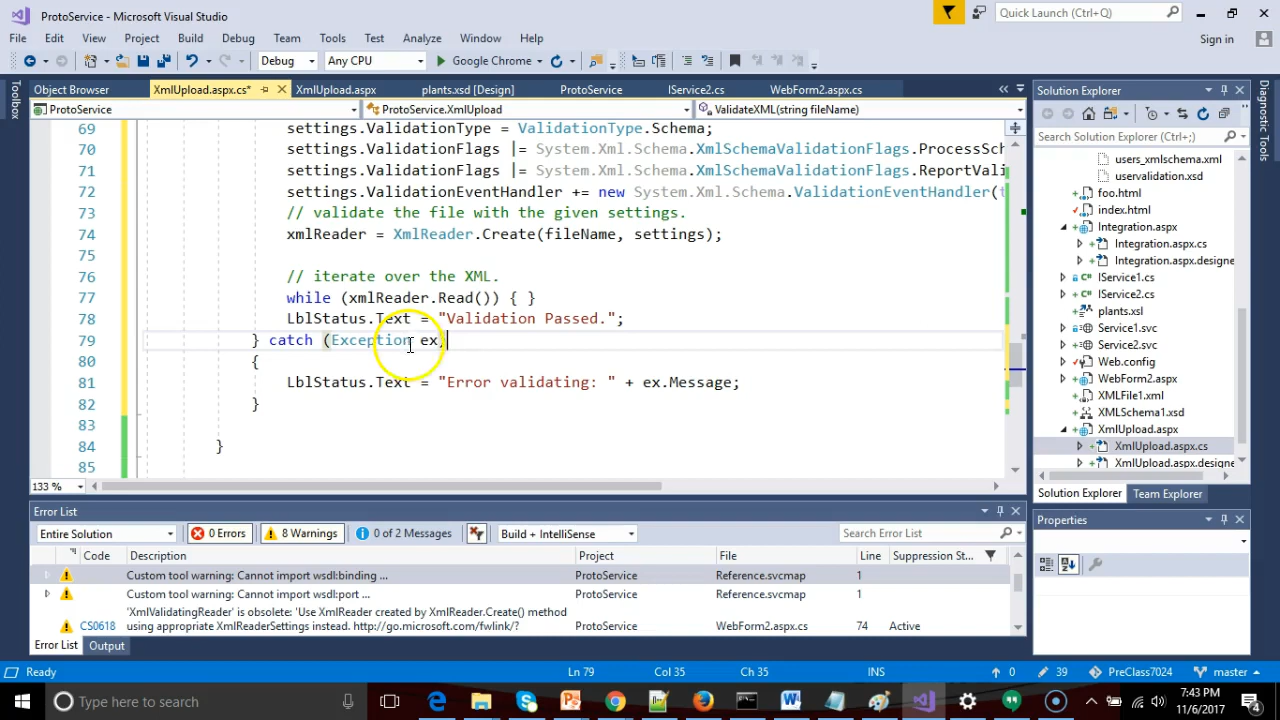 ProtoService - Microsoft Visual Studio
Quick Launch (Ctrl+Q)
File Edit View Project Build Debug Team Tools Test Analyze Window Help
Sign in
Debug Any CPU Google Chrome
Toolbox
Object Browser XmlUpload.aspx.cs* XmlUpload.aspx plants.xsd [Design] ProtoService IService2.cs WebForm2.aspx.cs
ProtoService ProtoService.XmlUpload ValidateXML(string fileName)
69 settings.ValidationType = ValidationType.Schema;
70 settings.ValidationFlags |= System.Xml.Schema.XmlSchemaValidationFlags.ProcessSch
71 settings.ValidationFlags |= System.Xml.Schema.XmlSchemaValidationFlags.ReportVali
72 settings.ValidationEventHandler += new System.Xml.Schema.ValidationEventHandler(t
73 // validate the file with the given settings.
74 xmlReader = XmlReader.Create(fileName, settings);
75
76 // iterate over the XML.
77 while (xmlReader.Read()) { }
78 LblStatus.Text = "Validation Passed.";
79 } catch (Exception ex)
80 {
81 LblStatus.Text = "Error validating: " + ex.Message;
82 }
83
84 }
85
133 %
Solution Explorer
Search Solution Explorer (Ctrl+;)
users_xmlschema.xml
uservalidation.xsd
foo.html
index.html
Integration.aspx
Integration.aspx.cs
Integration.aspx.designe
IService1.cs
IService2.cs
plants.xsl
Service1.svc
Service2.svc
Web.config
WebForm2.aspx
XMLFile1.xml
XMLSchema1.xsd
XmlUpload.aspx
XmlUpload.aspx.cs
XmlUpload.aspx.designe
Solution Explorer Team Explorer
Properties
Diagnostic Tools
Error List
Entire Solution 0 Errors 8 Warnings 0 of 2 Messages Build + IntelliSense Search Error List
Code Description Project File Line Suppression St...
Custom tool warning: Cannot import wsdl:binding ... ProtoService Reference.svcmap 1
Custom tool warning: Cannot import wsdl:port ... ProtoService Reference.svcmap 1
'XmlValidatingReader' is obsolete: 'Use XmlReader created by XmlReader.Create() method
CS0618 using appropriate XmlReaderSettings instead. http://go.microsoft.com/fwlink/? ProtoService WebForm2.aspx.cs 74 Active
Error List Output
Ready Ln 79 Col 35 Ch 35 INS 0 39 PreClass7024 master
Type here to search
7:43 PM
11/6/2017
4